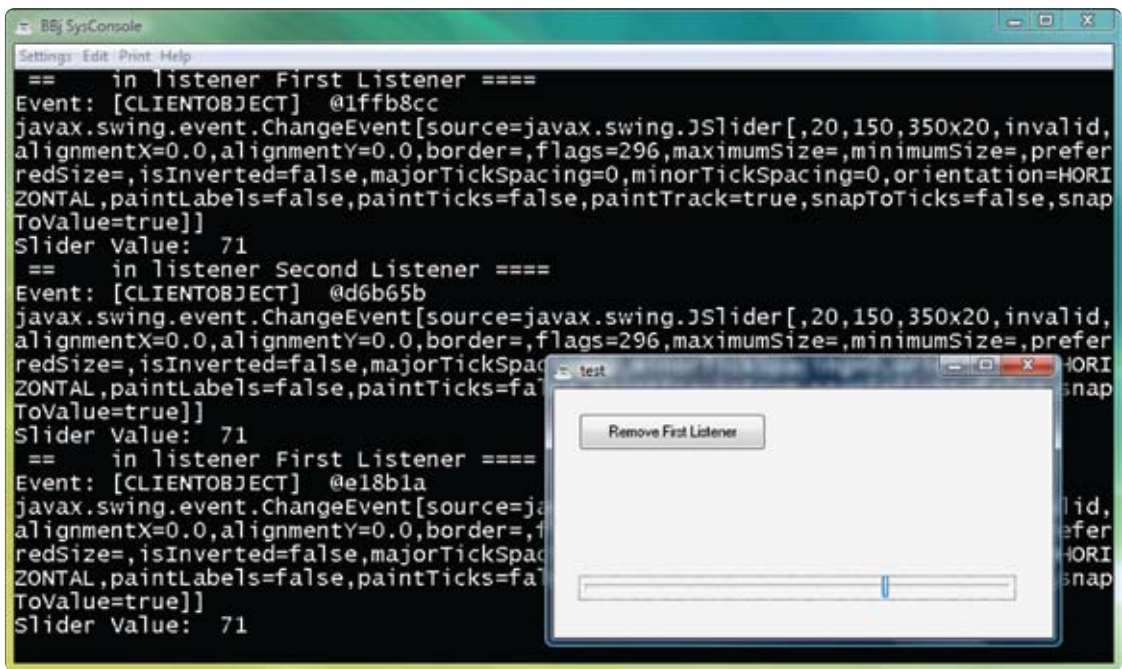 BBj SysConsole
Settings Edit Print Help
== in listener First Listener ====
Event: [CLIENTOBJECT] @1ffb8cc
javax.swing.event.ChangeEvent[source=javax.swing.JSlider[,20,150,350x20,invalid,
alignmentX=0.0,alignmentY=0.0,border=,flags=296,maximumSize=,minimumSize=,prefer
redSize=,isInverted=false,majorTickSpacing=0,minorTickSpacing=0,orientation=HORI
ZONTAL,paintLabels=false,paintTicks=false,paintTrack=true,snapToTicks=false,snap
ToValue=true]]
Slider Value: 71
== in listener Second Listener ====
Event: [CLIENTOBJECT] @d6b65b
javax.swing.event.ChangeEvent[source=javax.swing.JSlider[,20,150,350x20,invalid,
alignmentX=0.0,alignmentY=0.0,border=,flags=296,maximumSize=,minimumSize=,prefer
redSize=,isInverted=false,majorTickSpac HORI
ZONTAL,paintLabels=false,paintTicks=fal snap
ToValue=true]]
Slider Value: 71
== in listener First Listener ====
Event: [CLIENTOBJECT] @e18b1a
javax.swing.event.ChangeEvent[source=ja lid,
alignmentX=0.0,alignmentY=0.0,border=,f efer
redSize=,isInverted=false,majorTickSpac HORI
ZONTAL,paintLabels=false,paintTicks=fal snap
ToValue=true]]
Slider Value: 71
test
Remove First Listener